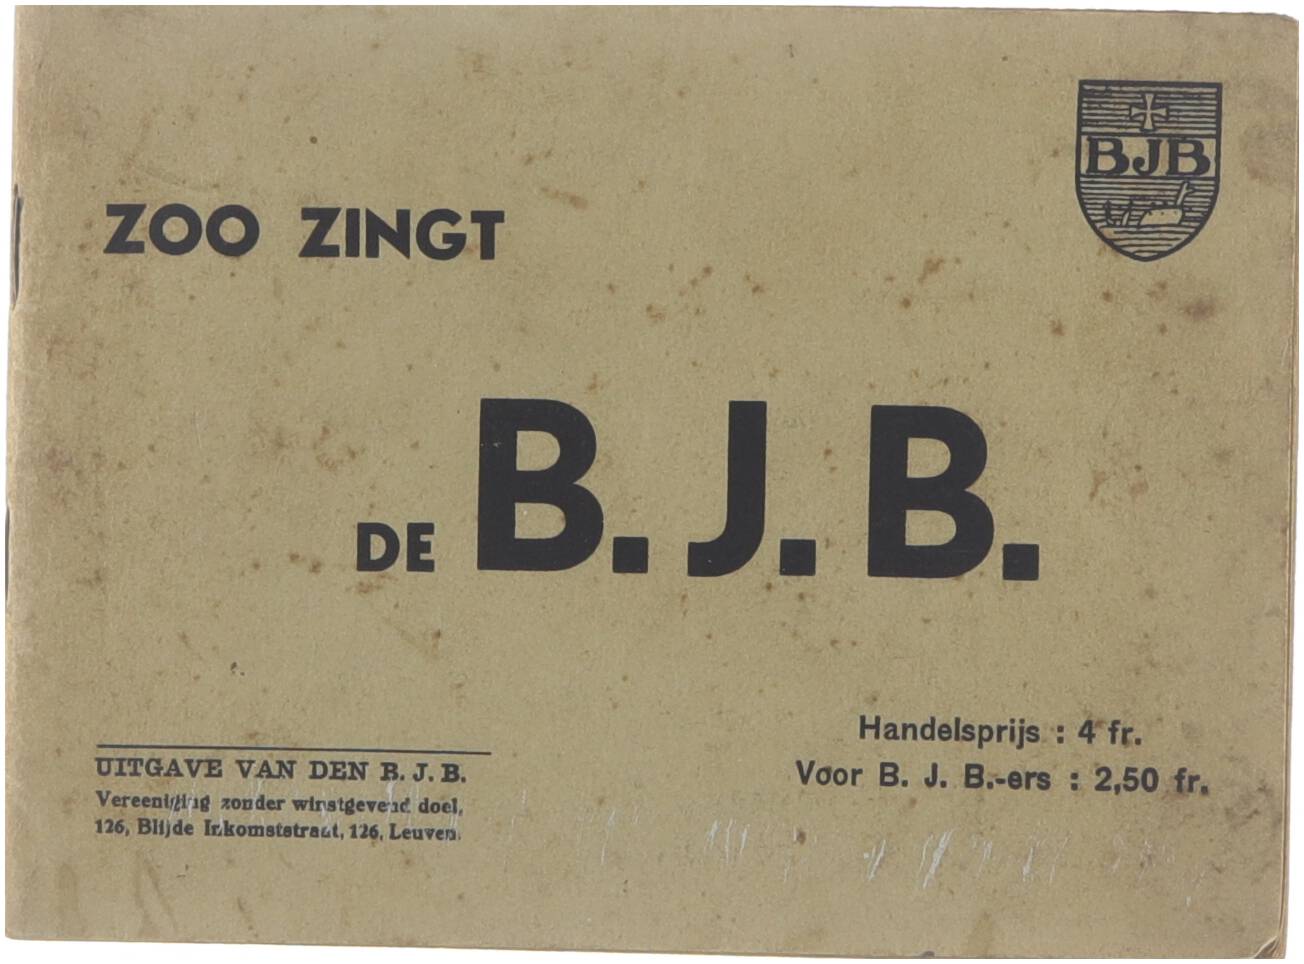 BJB
ZOO ZINGT
DE B. J. B.
Handelsprijs : 4 fr.
Voor B. J. B.-ers : 2,50 fr.
UITGAVE VAN DEN B. J. B.
Vereeniging zonder winstgevend doel,
126, Blijde Inkomststraat, 126, Leuven.